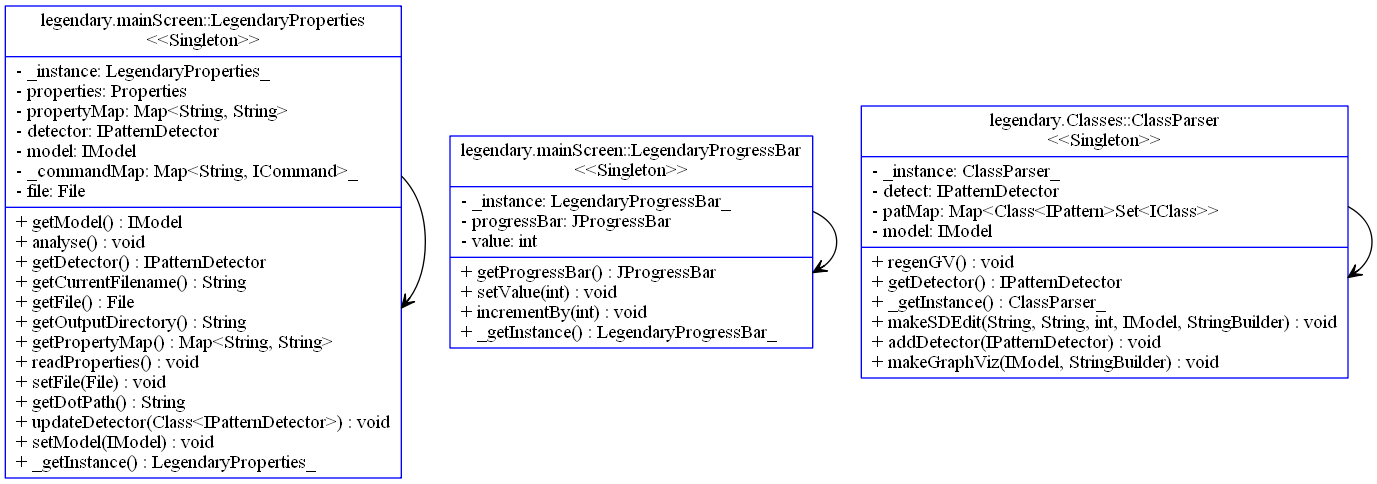 legendary.mainScreen::LegendaryProperties
<<Singleton>>
- _instance: LegendaryProperties_
- properties: Properties
- propertyMap: Map<String, String>
- detector: IPatternDetector
- model: IModel
- _commandMap: Map<String, ICommand>_
- file: File
+ getModel() : IModel
+ analyse() : void
+ getDetector() : IPatternDetector
+ getCurrentFilename() : String
+ getFile() : File
+ getOutputDirectory() : String
+ getPropertyMap() : Map<String, String>
+ readProperties() : void
+ setFile(File) : void
+ getDotPath() : String
+ updateDetector(Class<IPatternDetector>) : void
+ setModel(IModel) : void
+ _getInstance() : LegendaryProperties_
legendary.mainScreen::LegendaryProgressBar
<<Singleton>>
- _instance: LegendaryProgressBar_
- progressBar: JProgressBar
- value: int
+ getProgressBar() : JProgressBar
+ setValue(int) : void
+ incrementBy(int) : void
+ _getInstance() : LegendaryProgressBar_
legendary.Classes::ClassParser
<<Singleton>>
- _instance: ClassParser_
- detect: IPatternDetector
- patMap: Map<Class<IPattern>Set<IClass>>
- model: IModel
+ regenGV() : void
+ getDetector() : IPatternDetector
+ _getInstance() : ClassParser_
+ makeSDEdit(String, String, int, IModel, StringBuilder) : void
+ addDetector(IPatternDetector) : void
+ makeGraphViz(IModel, StringBuilder) : void